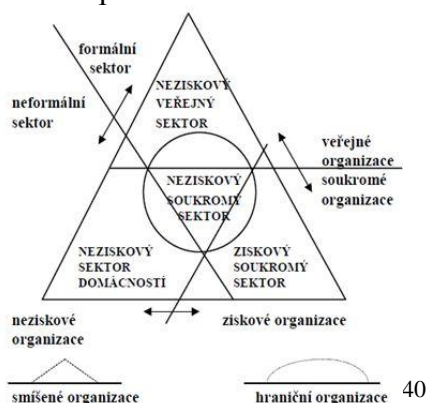 formální
sektor
neformální
sektor
NEZISKOVÝ
VEŘEJNÝ
SEKTOR
veřejné
organizace
soukromé
organizace
NEZISKOVÝ
SOUKROMÝ
SEKTOR
NEZISKOVÝ
SEKTOR
DOMÁCNOSTÍ
ZISKOVÝ
SOUKROMÝ
SEKTOR
neziskové
organizace
ziskové organizace
smíšené organizace
hraniční organizace 40